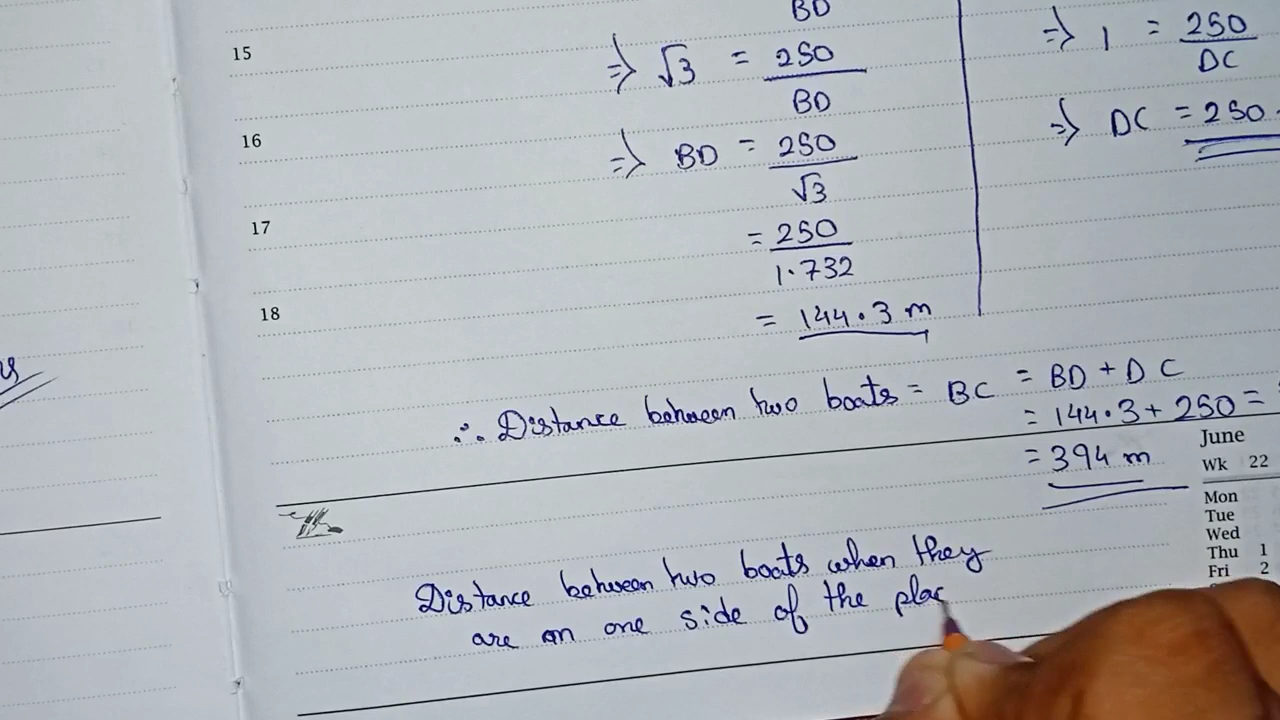 BD
15
⇒ √3 = 250
BD
16
⇒ BD = 250
√3
17
= 250
1.732
18
= 144.3 m
⇒ 1 = 250
DC
⇒ DC = 250
∴ Distance between two boats = BC = BD + DC
= 144.3 + 250 =
= 394 m
Distance between two boats when they
are on one side of the plac
June
Wk 22
Mon
Tue
Wed
Thu 1
Fri 2